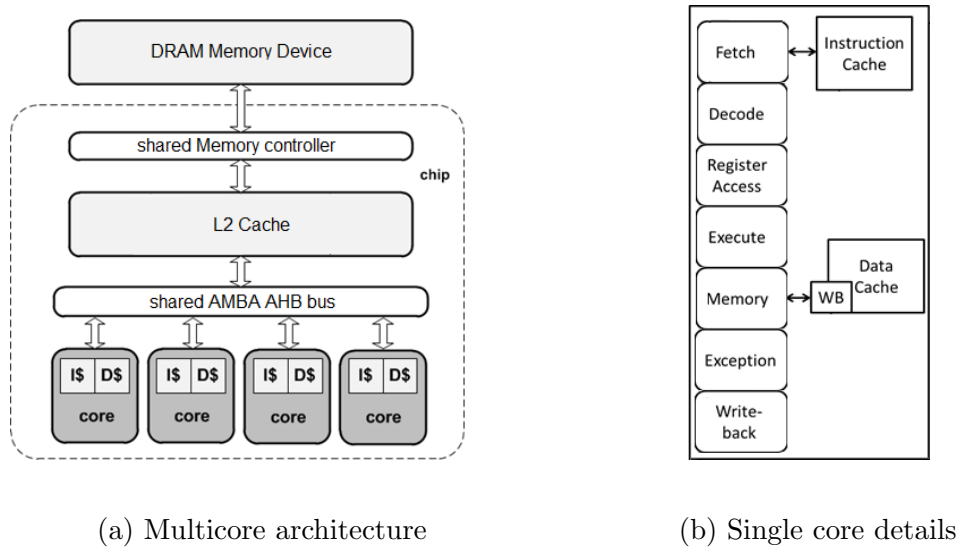 DRAM Memory Device
shared Memory controller
chip
L2 Cache
shared AMBA AHB bus
I$ D$ I$ D$ I$ D$ I$ D$
core core core core
(a) Multicore architecture
Fetch
Instruction
Cache
Decode
Register
Access
Execute
Memory
WB
Data
Cache
Exception
Write-
back
(b) Single core details